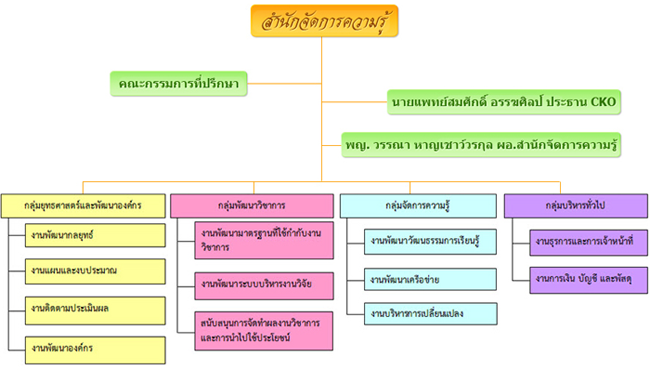 สำนักจัดการความรู้
คณะกรรมการที่ปรึกษา
นายแพทย์สมศักดิ์ อรรฆศิลป์ ประธาน CKO
พญ. วรรณา หาญเชาว์วรกุล ผอ.สำนักจัดการความรู้
กลุ่มยุทธศาสตร์และพัฒนาองค์กร
งานพัฒนากลยุทธ์
งานแผนและงบประมาณ
งานติดตามประเมินผล
งานพัฒนาองค์กร
กลุ่มพัฒนาวิชาการ
งานพัฒนามาตรฐานที่ใช้กำกับงาน
วิชาการ
งานพัฒนาระบบบริหารงานวิจัย
สนับสนุนการจัดทำผลงานวิชาการ
และการนำไปใช้ประโยชน์
กลุ่มจัดการความรู้
งานพัฒนาวัฒนธรรมการเรียนรู้
งานพัฒนาเครือข่าย
งานบริหารการเปลี่ยนแปลง
กลุ่มบริหารทั่วไป
งานธุรการและการเจ้าหน้าที่
งานการเงิน บัญชี และพัสดุ